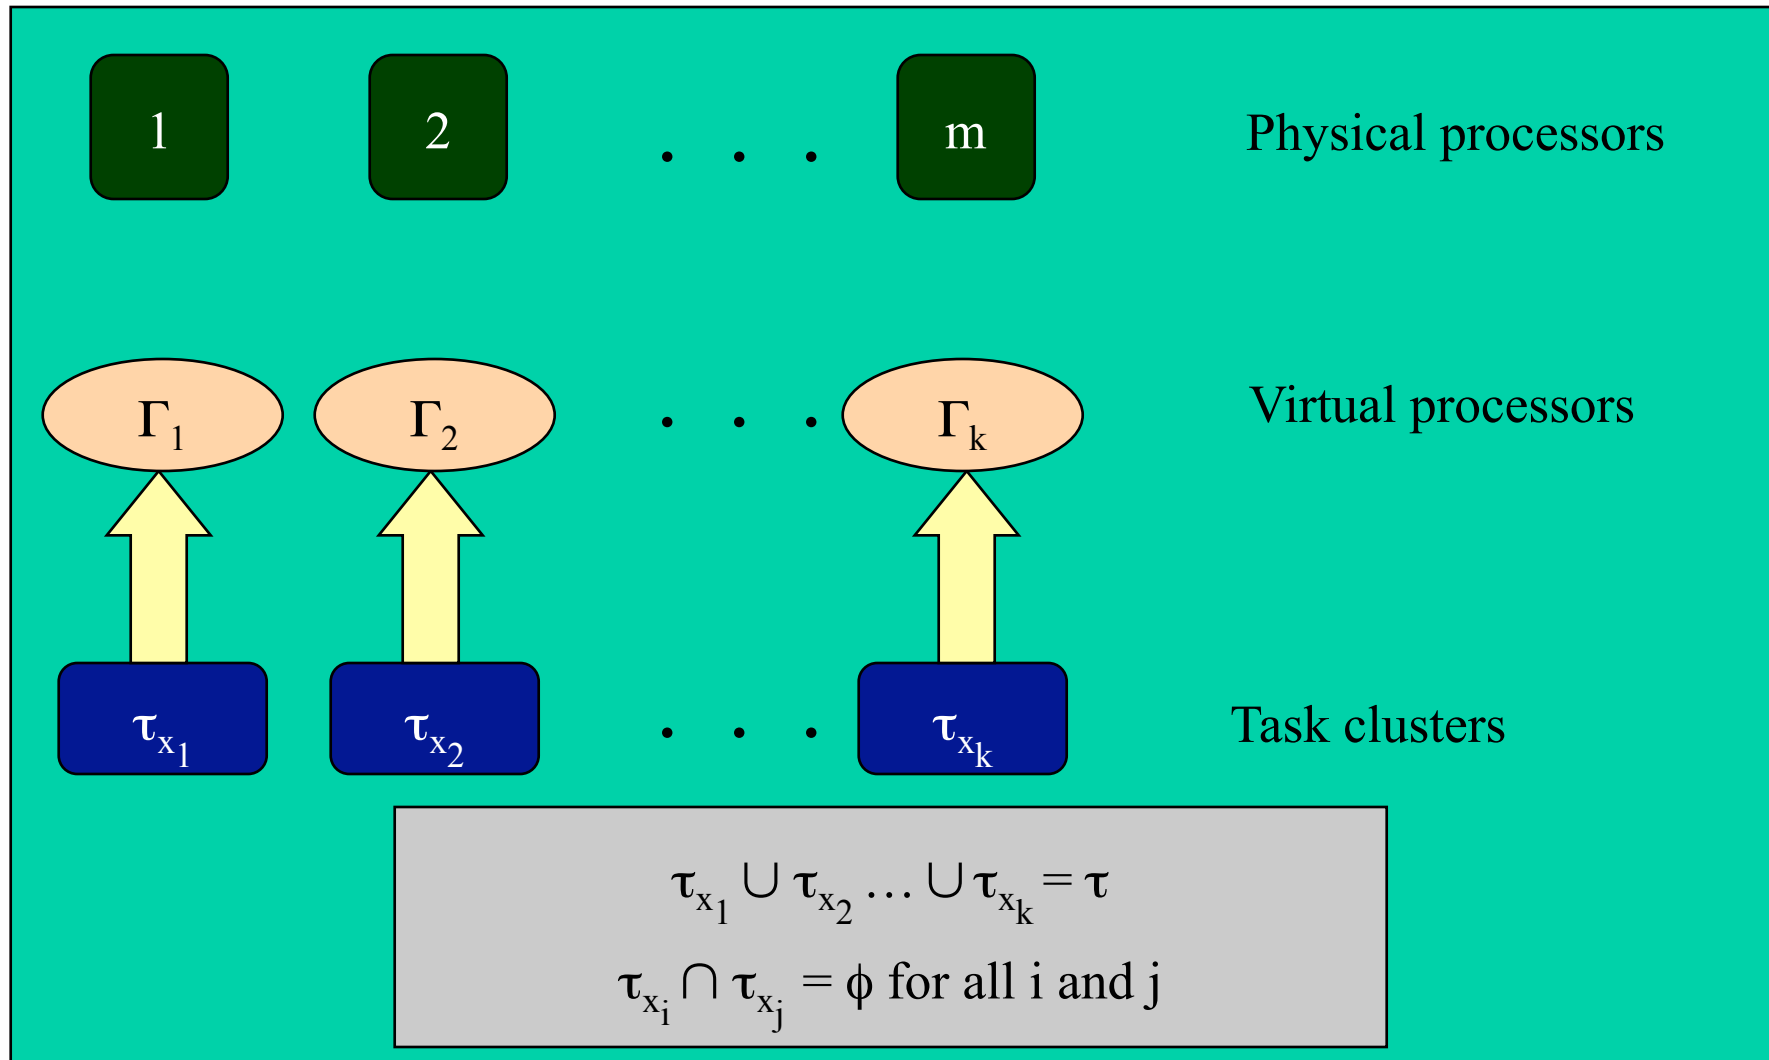 1 2 . . . m Physical processors
Γ₁ Γ₂ . . . Γₖ Virtual processors
τₓ₁ τₓ₂ . . . τₓₖ Task clusters
τₓ₁ ∪ τₓ₂ … ∪ τₓₖ = τ
τₓᵢ ∩ τₓⱼ = ϕ for all i and j